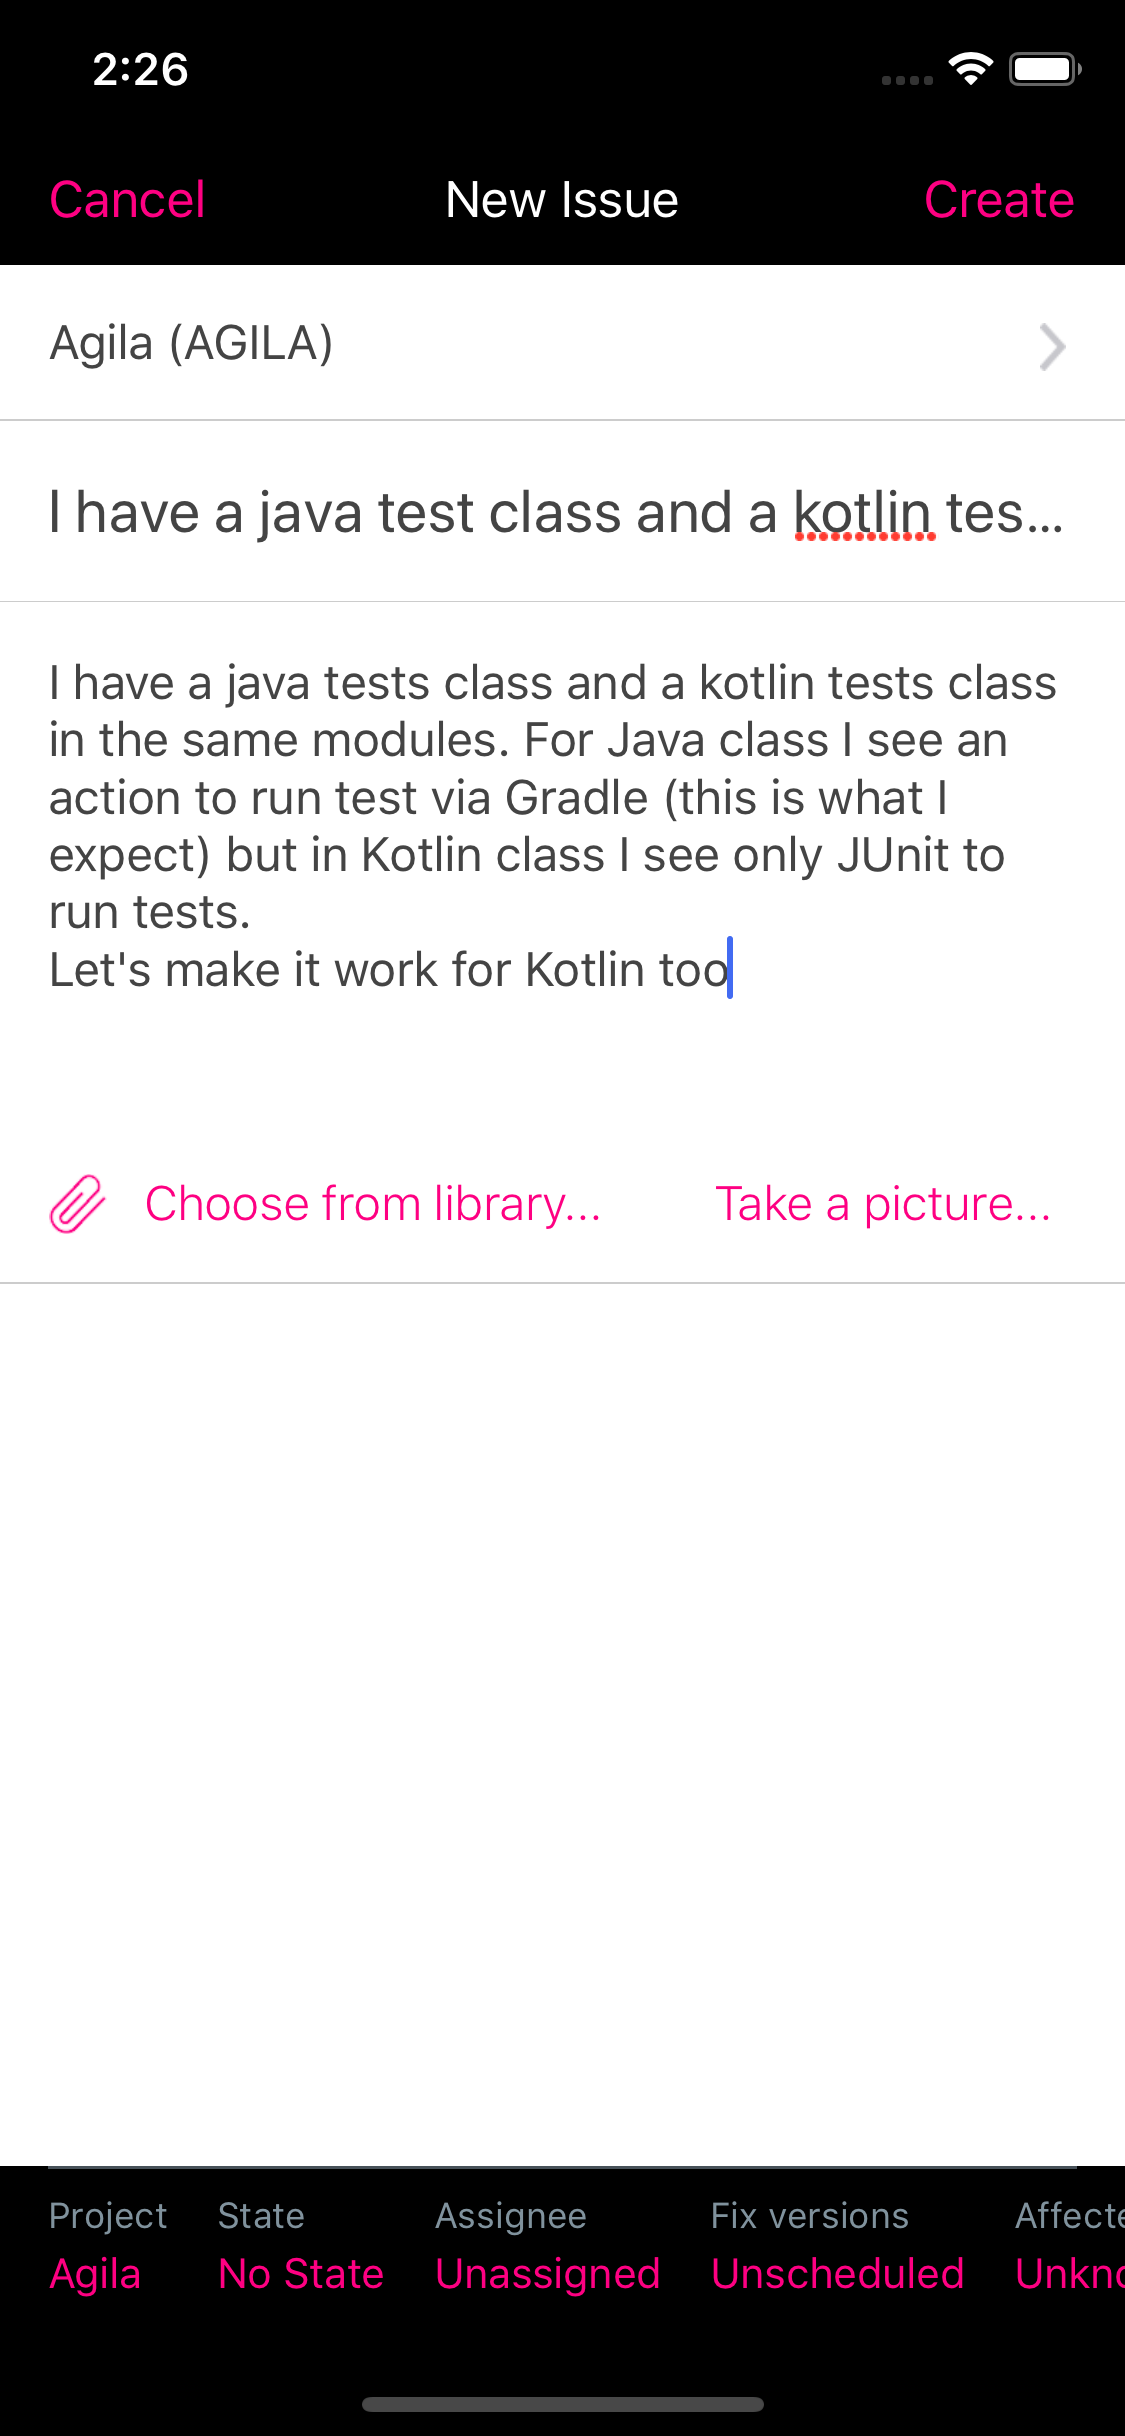 2:26
Cancel
New Issue
Create
Agila (AGILA)
I have a java test class and a kotlin tes...
I have a java tests class and a kotlin tests class
in the same modules. For Java class I see an
action to run test via Gradle (this is what I
expect) but in Kotlin class I see only JUnit to
run tests.
Let's make it work for Kotlin too
Choose from library...
Take a picture...
Project State Assignee Fix versions Affecte
Agila No State Unassigned Unscheduled Unkno